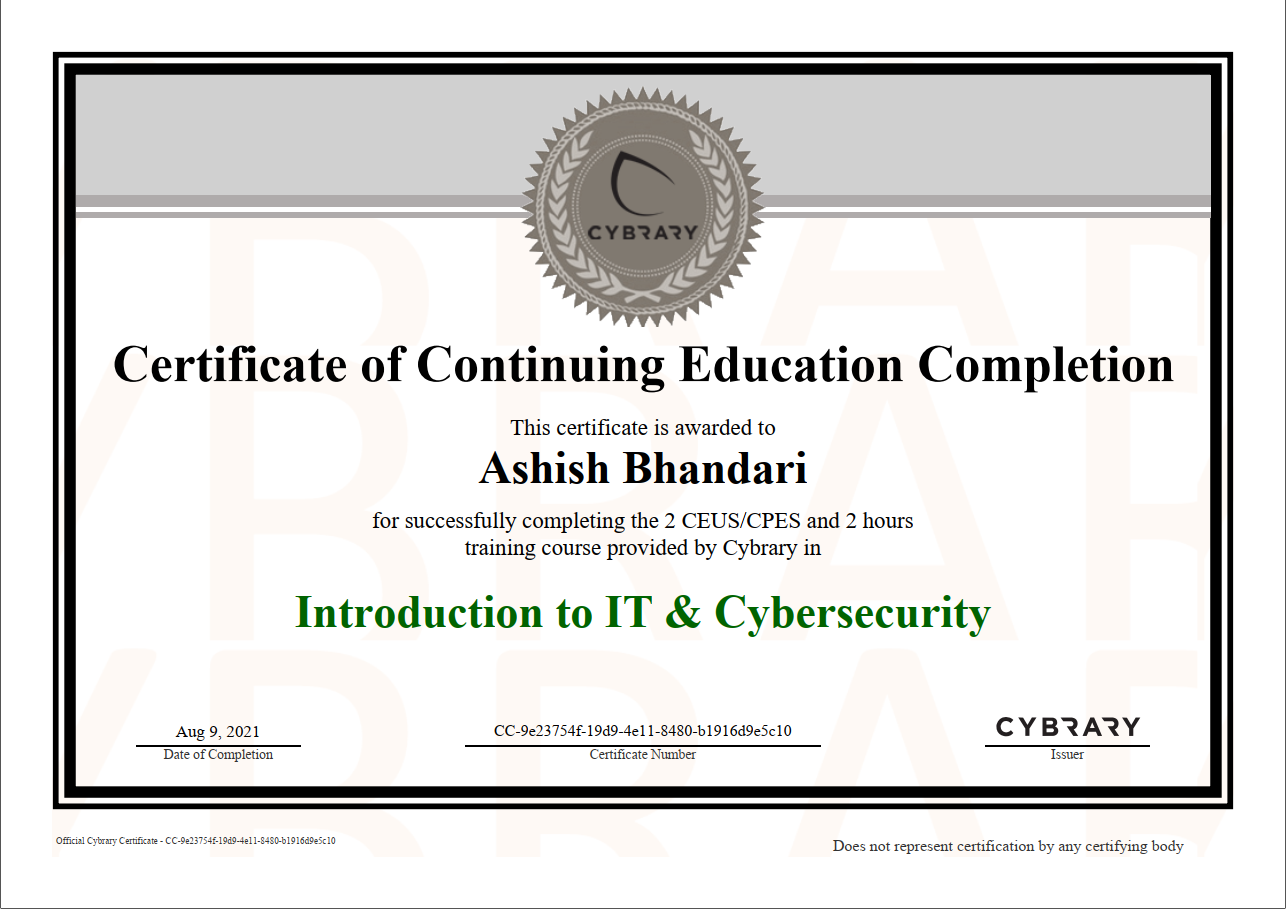 CYBRARY
Certificate of Continuing Education Completion
This certificate is awarded to
Ashish Bhandari
for successfully completing the 2 CEUS/CPES and 2 hours
training course provided by Cybrary in
Introduction to IT & Cybersecurity
Aug 9, 2021
Date of Completion
CC-9e23754f-19d9-4e11-8480-b1916d9e5c10
Certificate Number
CYBRARY
Issuer
Official Cybrary Certificate - CC-9e23754f-19d9-4e11-8480-b1916d9e5c10
Does not represent certification by any certifying body